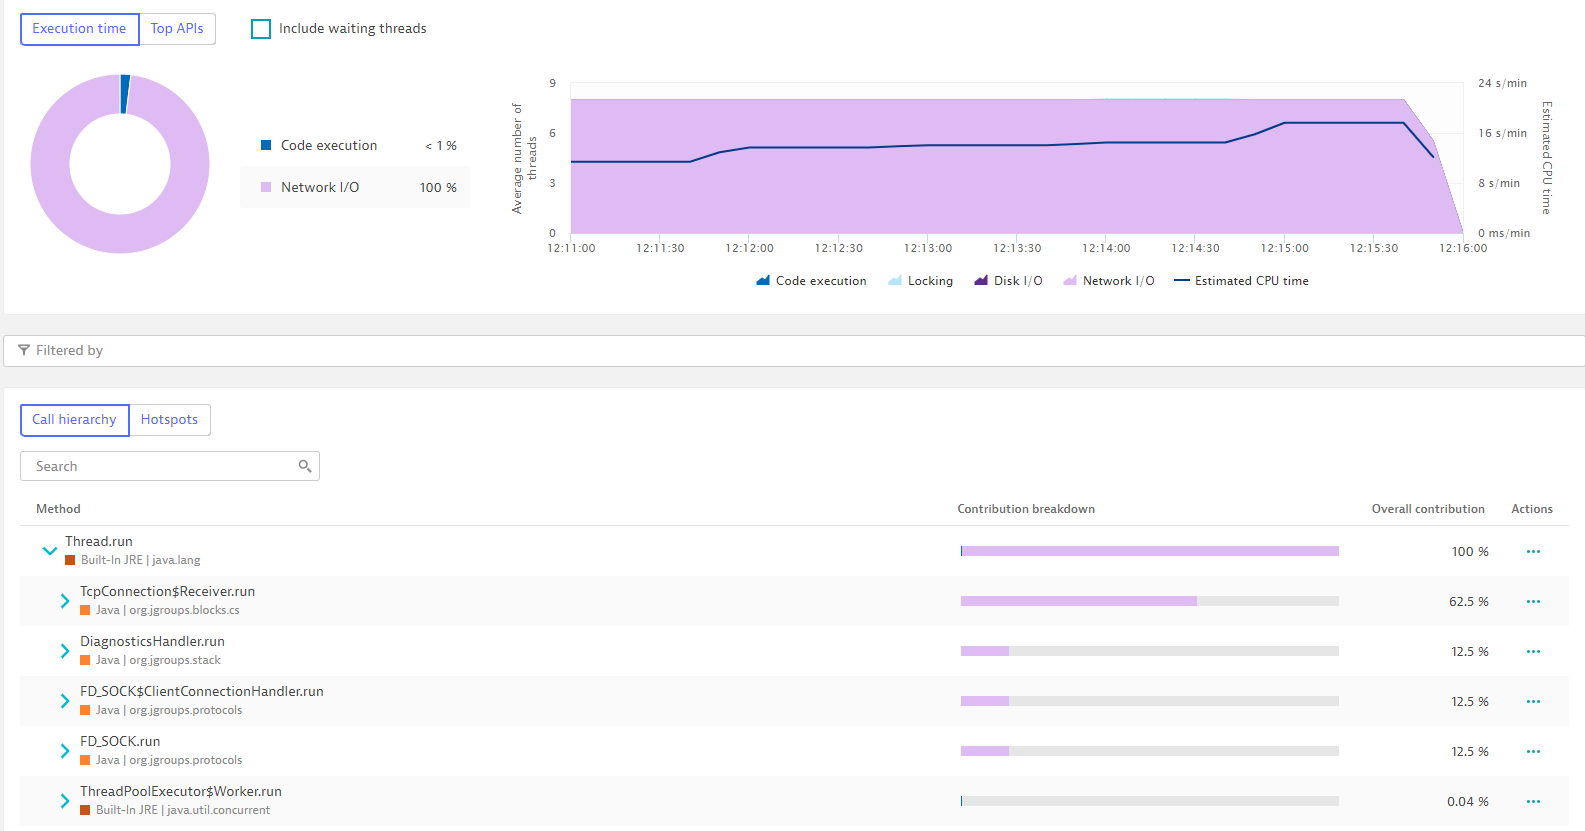 Execution time Top APIs Include waiting threads
Code execution < 1 %
Network I/O 100 %
Average number of threads
9
6
3
0
24 s/min
16 s/min
8 s/min
0 ms/min
Estimated CPU time
12:11:00 12:11:30 12:12:00 12:12:30 12:13:00 12:13:30 12:14:00 12:14:30 12:15:00 12:15:30 12:16:00
Code execution Locking Disk I/O Network I/O Estimated CPU time
Filtered by
Call hierarchy Hotspots
Search
Method Contribution breakdown Overall contribution Actions
Thread.run
Built-In JRE | java.lang
100 %
TcpConnection$Receiver.run
Java | org.jgroups.blocks.cs
62.5 %
DiagnosticsHandler.run
Java | org.jgroups.stack
12.5 %
FD_SOCK$ClientConnectionHandler.run
Java | org.jgroups.protocols
12.5 %
FD_SOCK.run
Java | org.jgroups.protocols
12.5 %
ThreadPoolExecutor$Worker.run
Built-In JRE | java.util.concurrent
0.04 %